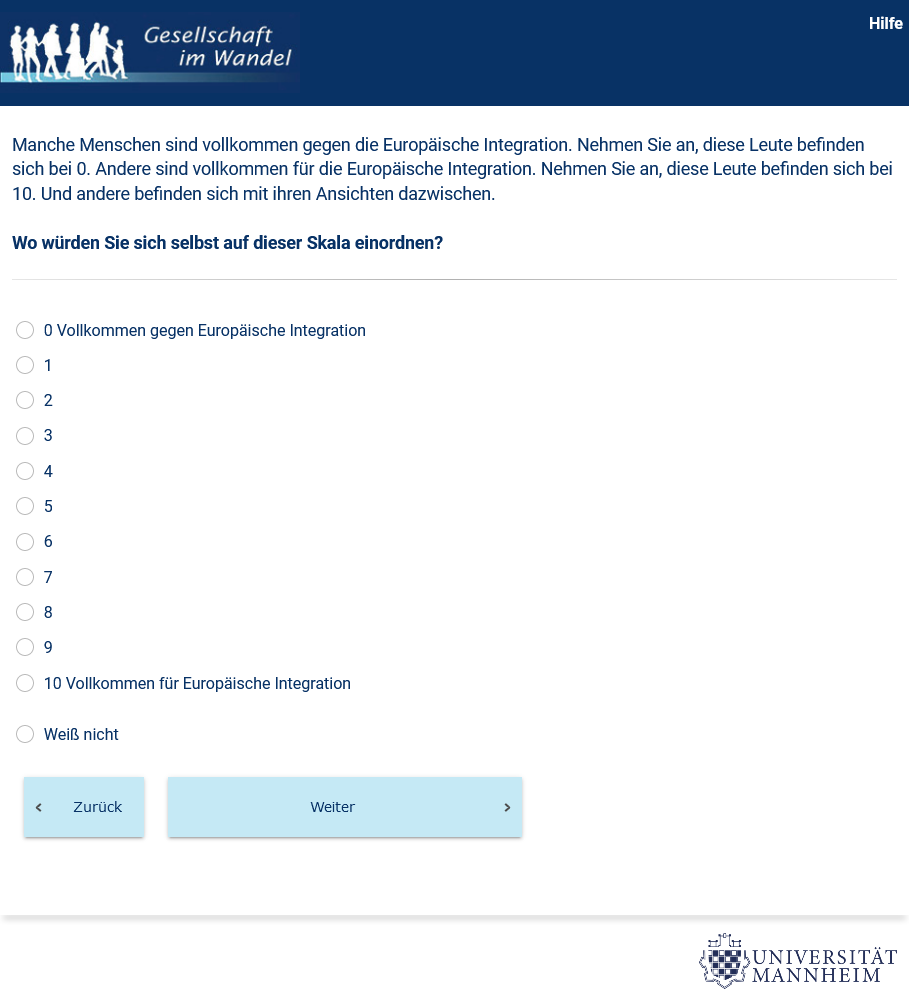 Gesellschaft
im Wandel
Hilfe
Manche Menschen sind vollkommen gegen die Europäische Integration. Nehmen Sie an, diese Leute befinden
sich bei 0. Andere sind vollkommen für die Europäische Integration. Nehmen Sie an, diese Leute befinden sich bei
10. Und andere befinden sich mit ihren Ansichten dazwischen.
Wo würden Sie sich selbst auf dieser Skala einordnen?
0 Vollkommen gegen Europäische Integration
1
2
3
4
5
6
7
8
9
10 Vollkommen für Europäische Integration
Weiß nicht
Zurück
Weiter
UNIVERSITÄT
MANNHEIM